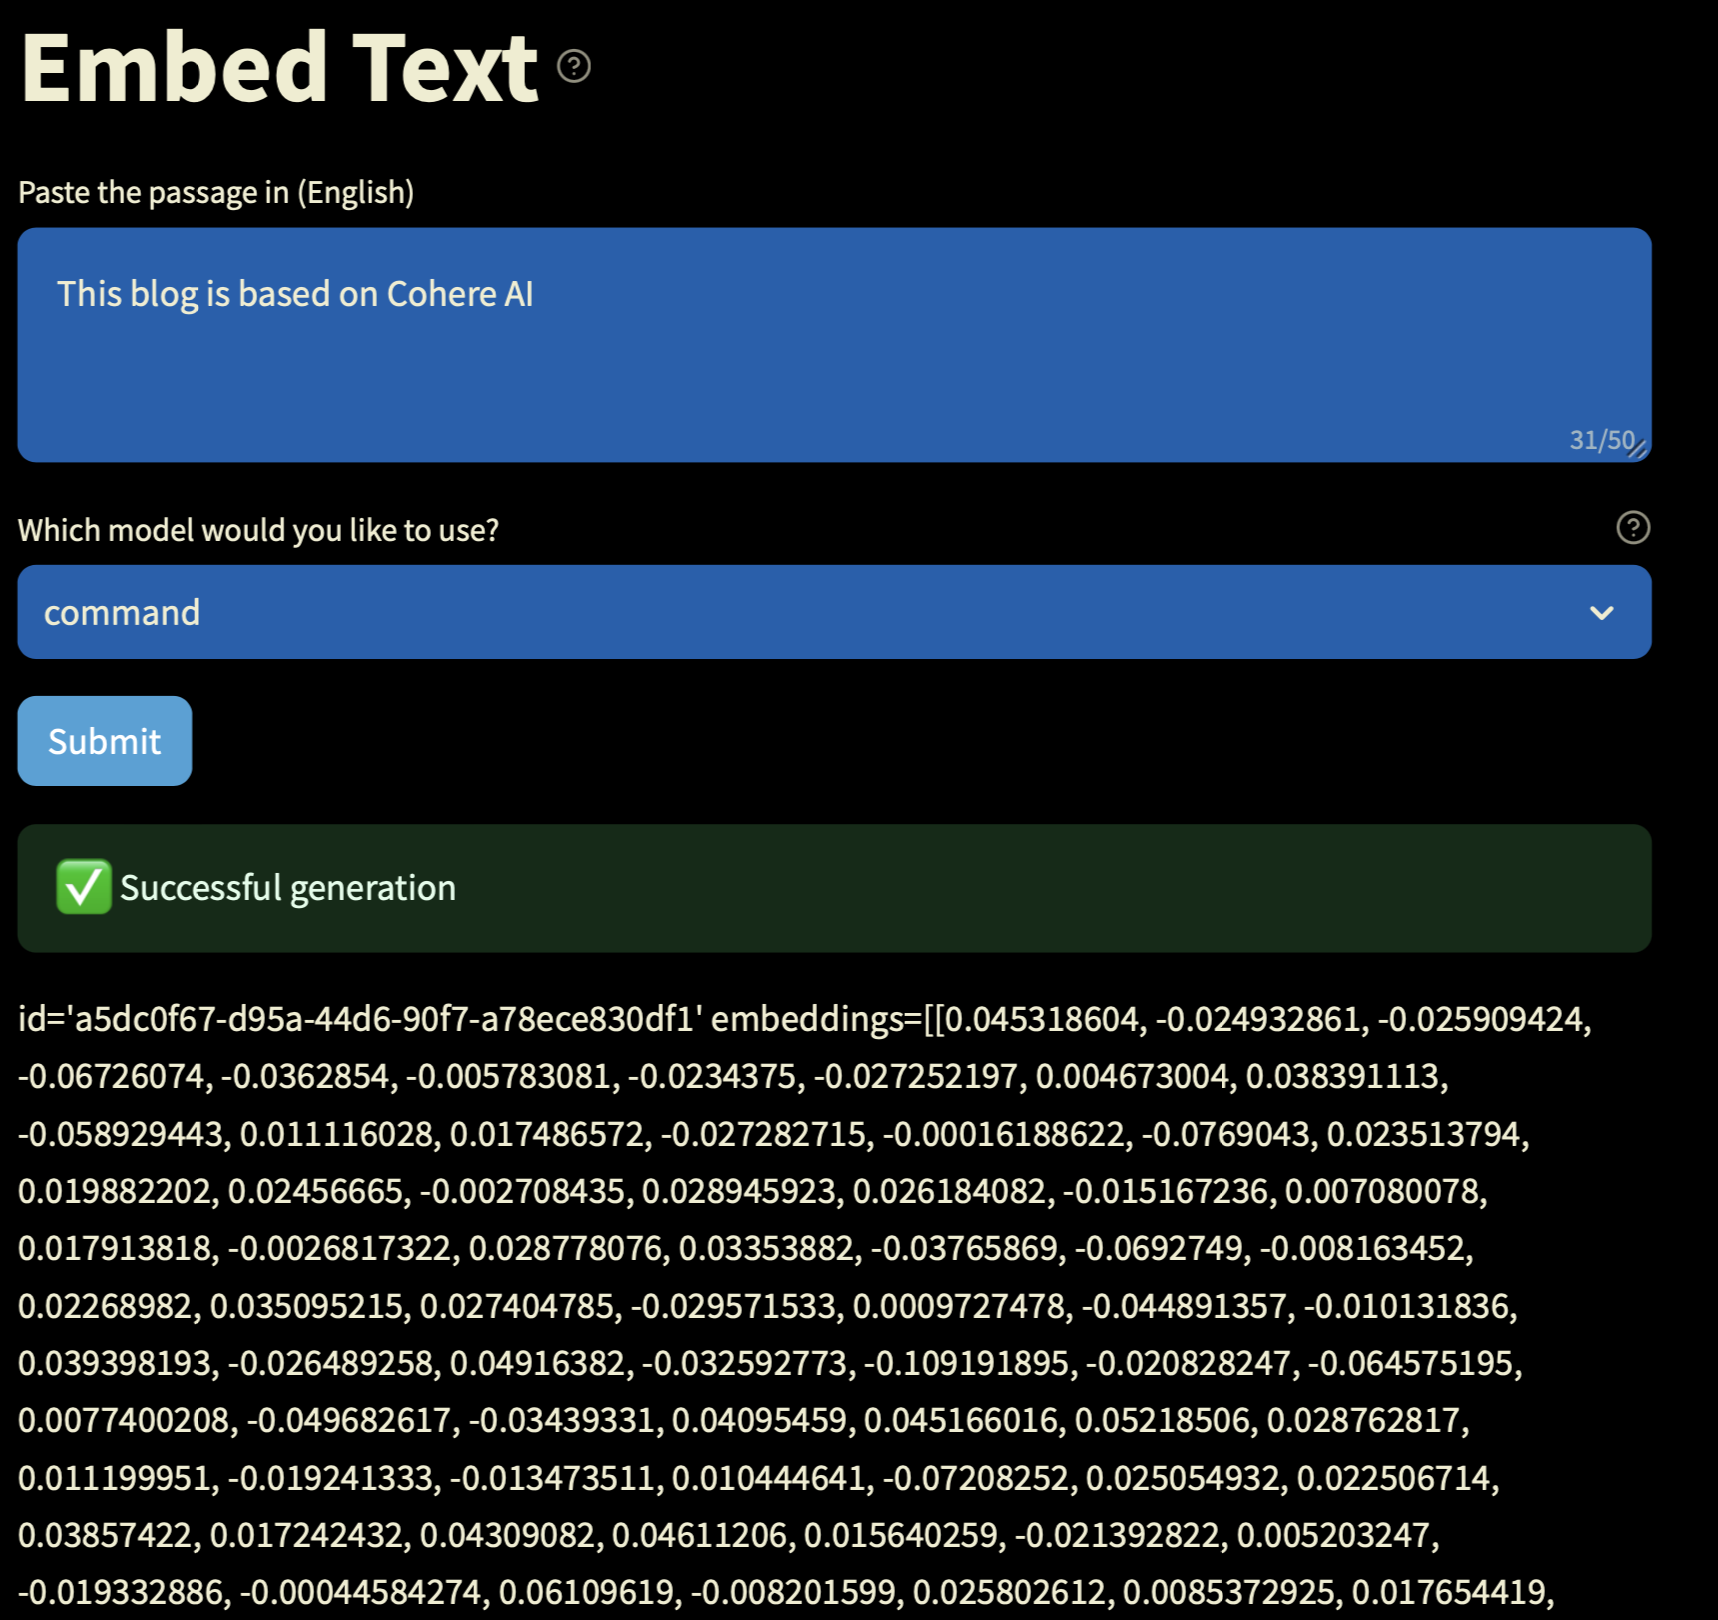 Embed Text ?
Paste the passage in (English)
This blog is based on Cohere AI
31/50
Which model would you like to use? ?
command
Submit
✅ Successful generation
id='a5dc0f67-d95a-44d6-90f7-a78ece830df1' embeddings=[[0.045318604, -0.024932861, -0.025909424,
-0.06726074, -0.0362854, -0.005783081, -0.0234375, -0.027252197, 0.004673004, 0.038391113,
-0.058929443, 0.011116028, 0.017486572, -0.027282715, -0.00016188622, -0.0769043, 0.023513794,
0.019882202, 0.02456665, -0.002708435, 0.028945923, 0.026184082, -0.015167236, 0.007080078,
0.017913818, -0.0026817322, 0.028778076, 0.03353882, -0.03765869, -0.0692749, -0.008163452,
0.02268982, 0.035095215, 0.027404785, -0.029571533, 0.0009727478, -0.044891357, -0.010131836,
0.039398193, -0.026489258, 0.04916382, -0.032592773, -0.109191895, -0.020828247, -0.064575195,
0.0077400208, -0.049682617, -0.03439331, 0.04095459, 0.045166016, 0.05218506, 0.028762817,
0.011199951, -0.019241333, -0.013473511, 0.010444641, -0.07208252, 0.025054932, 0.022506714,
0.03857422, 0.017242432, 0.04309082, 0.04611206, 0.015640259, -0.021392822, 0.005203247,
-0.019332886, -0.00044584274, 0.06109619, -0.008201599, 0.025802612, 0.0085372925, 0.017654419,